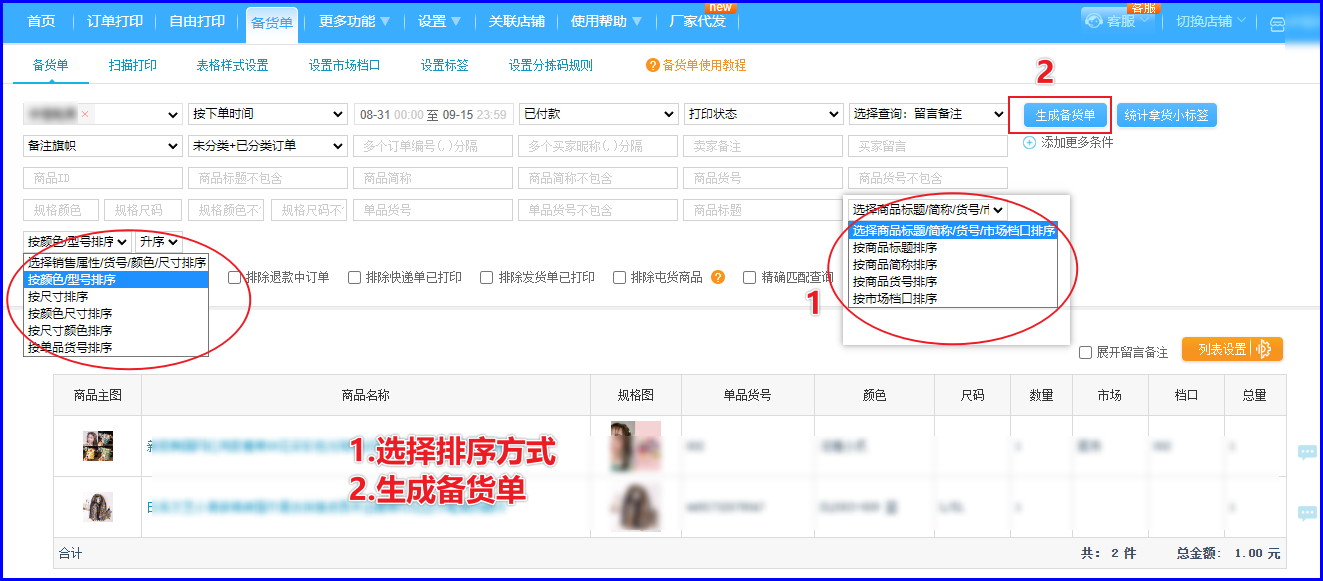 首页 订单打印 自由打印 备货单 更多功能 设置 关联店铺 使用帮助 厂家代发 new 客服 客服 切换店铺
备货单 扫描打印 表格样式设置 设置市场档口 设置标签 设置分拣码规则 ? 备货单使用教程
2
× 按下单时间 08-31 00:00 至 09-15 23:59 已付款 打印状态 选择查询：留言备注 生成备货单 统计拿货小标签
备注旗帜 未分类+已分类订单 多个订单编号(,)分隔 多个买家昵称(,)分隔 卖家备注 买家留言 添加更多条件
商品ID 商品标题不包含 商品简称 商品简称不包含 商品货号 商品货号不包含
规格颜色 规格尺码 规格颜色不 规格尺码不 单品货号 单品货号不包含 商品标题 选择商品标题/简称/货号/市
选择商品标题/简称/货号/市场档口排序
按商品标题排序
按商品简称排序
按商品货号排序
按市场档口排序
按颜色/型号排序 升序
选择销售属性/货号/颜色/尺寸排序
按颜色/型号排序
按尺寸排序
按颜色尺寸排序
按尺寸颜色排序
按单品货号排序
排除退款中订单 排除快递单已打印 排除发货单已打印 排除屯货商品 ? 精确匹配查询
1
展开留言备注 列表设置
商品主图 商品名称 规格图 单品货号 颜色 尺码 数量 市场 档口 总量
1.选择排序方式
2.生成备货单
合计 共： 2 件 总金额： 1.00 元